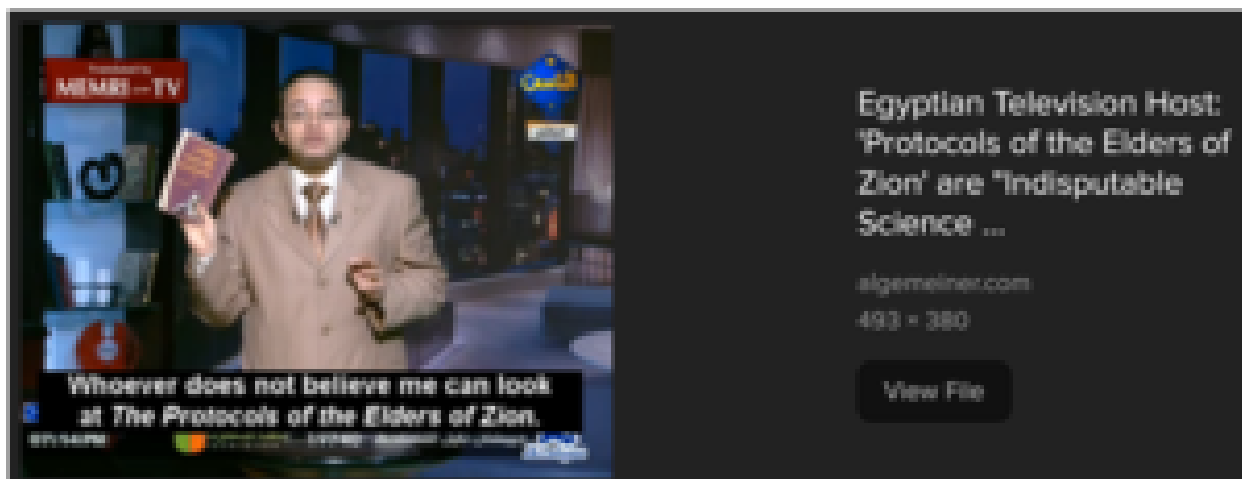 MEMRI TV
Whoever does not believe me can look
at The Protocols of the Elders of Zion.
Egyptian Television Host:
'Protocols of the Elders of
Zion' are "Indisputable
Science ...
algemeiner.com
493 × 380
View File